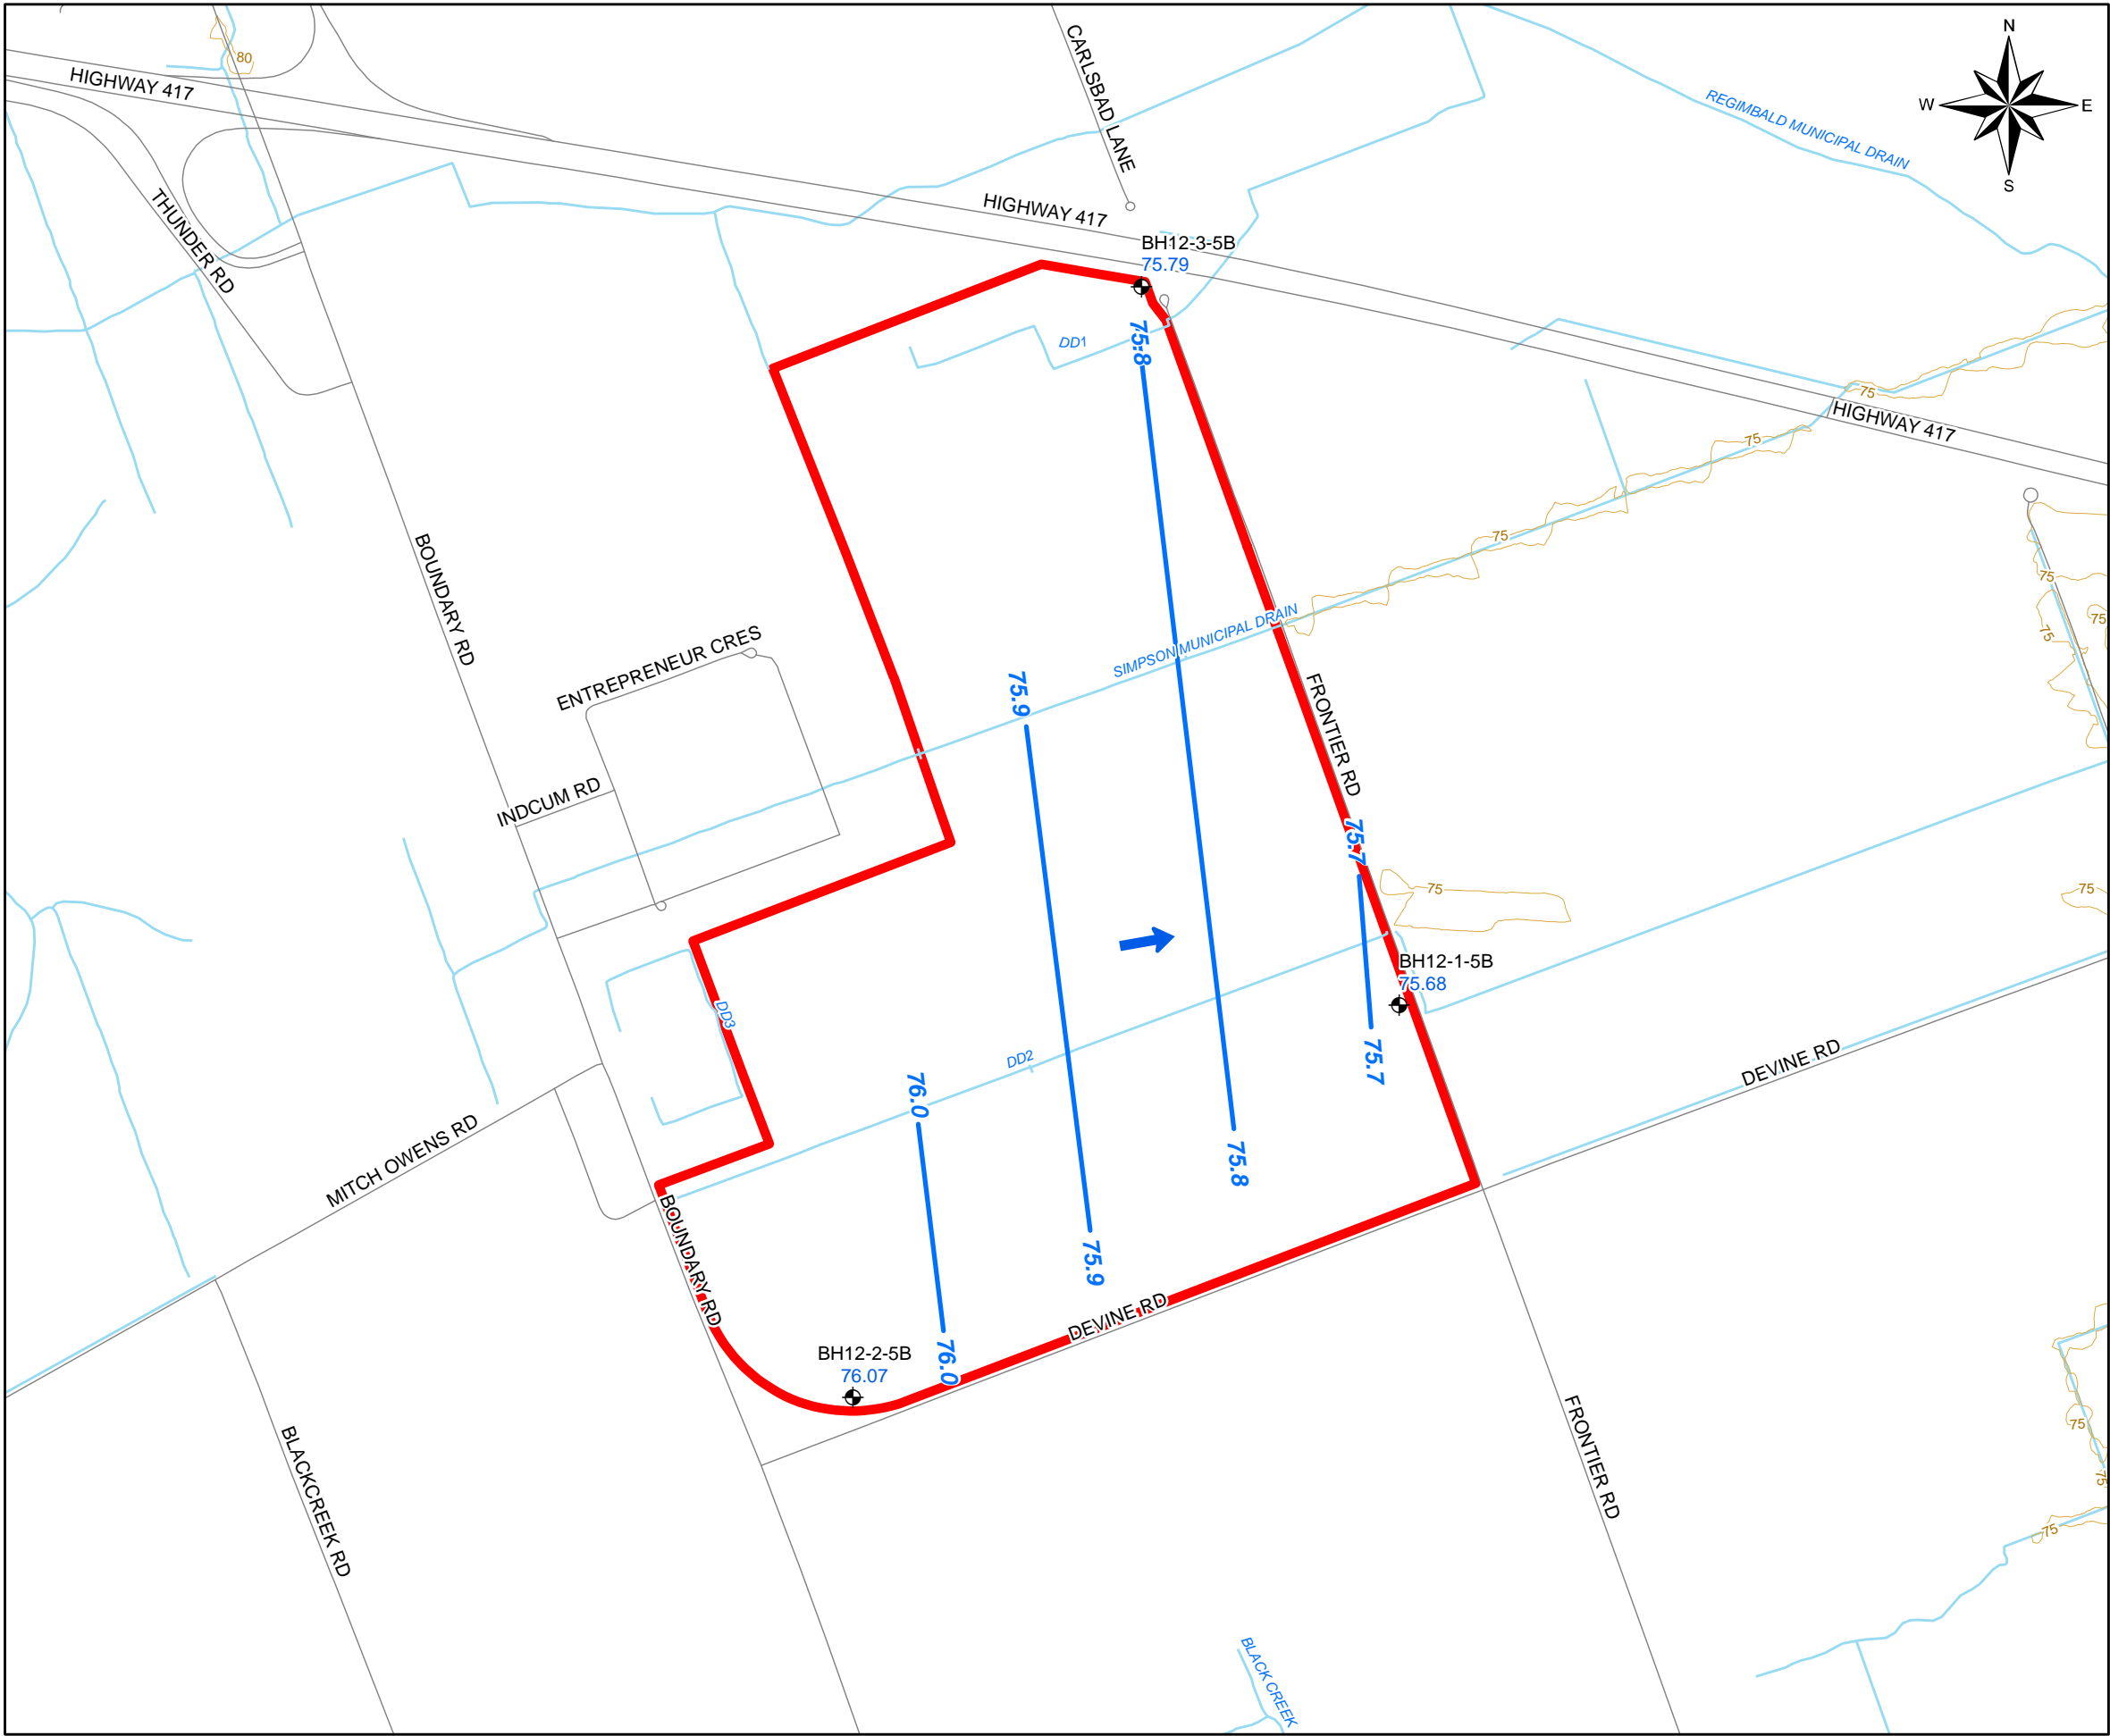 N
80
CARLSBAD LANE
HIGHWAY 417
W
E
REGIMBALD MUNICIPAL DRAIN
S
THUNDER RD
HIGHWAY 417
BH12-3-5B
75.79
75.8
DD1
75
HIGHWAY 417
75
75
BOUNDARY RD
75
75
75
SIMPSON MUNICIPAL DRAIN
ENTREPRENEUR CRES
75.9
FRONTIER RD
INDCUM RD
75.7
75
75
BH12-1-5B
75.68
DD3
DD2
75.7
DEVINE RD
76.0
MITCH OWENS RD
75.8
BOUNDARY RD
75.9
DEVINE RD
BH12-2-5B
76.07
76.0
75
FRONTIER RD
75
BLACKCREEK RD
75
BLACK CREEK